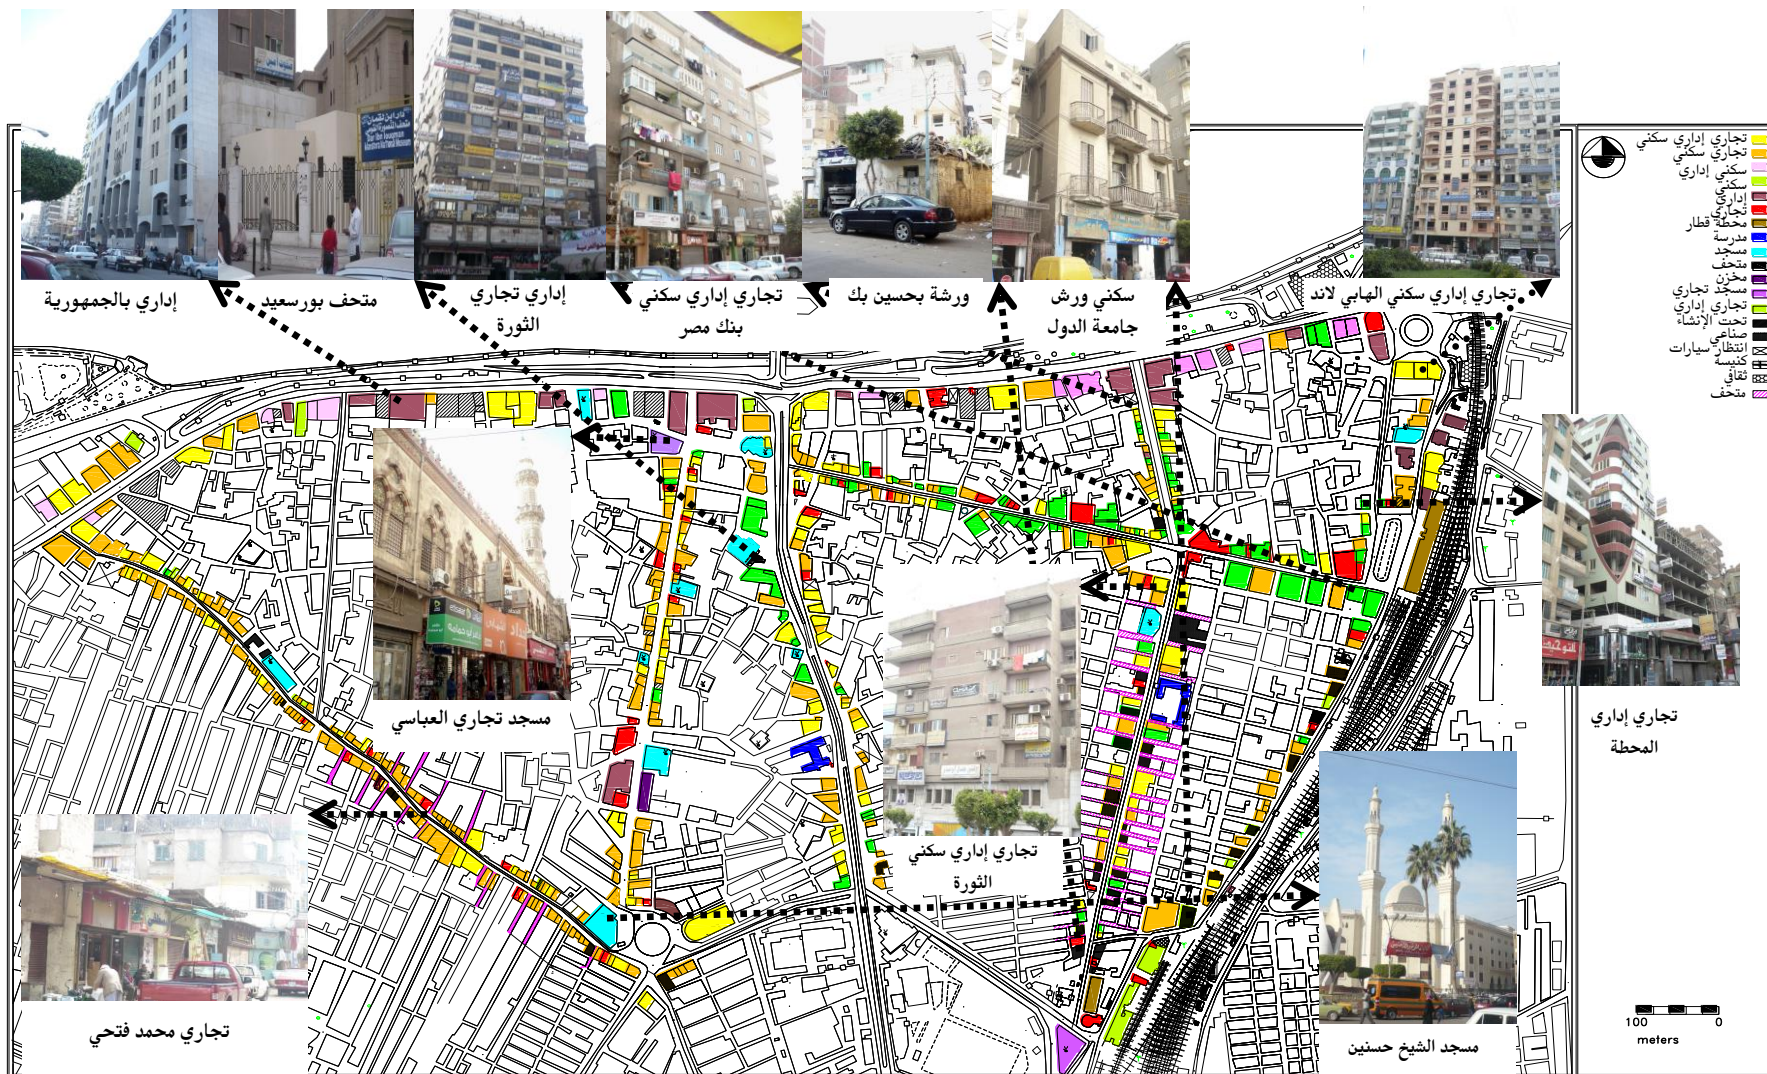 إداري بالجمهورية
متحف بورسعيد
إداري تجاري
الثورة
تجاري إداري سكني
بنك مصر
ورشة بحسين بك
سكني ورش
جامعة الدول
تجاري إداري سكني الهابي لاند
تجاري إداري سكني
تجاري سكني
سكني إداري
سكني
إداري
تجاري
محطة قطار
مدرسة
مسجد
متحف
مخزن
مسجد تجاري
تجاري إداري
تحت الإنشاء
صناعي
انتظار سيارات
كنيسة
ثقافي
متحف
دار ابن لقمان
مسجد تجاري العباسي
تجاري إداري
المحطة
تجاري إداري سكني
الثورة
تجاري محمد فتحي
مسجد الشيخ حسنين
100 0
meters